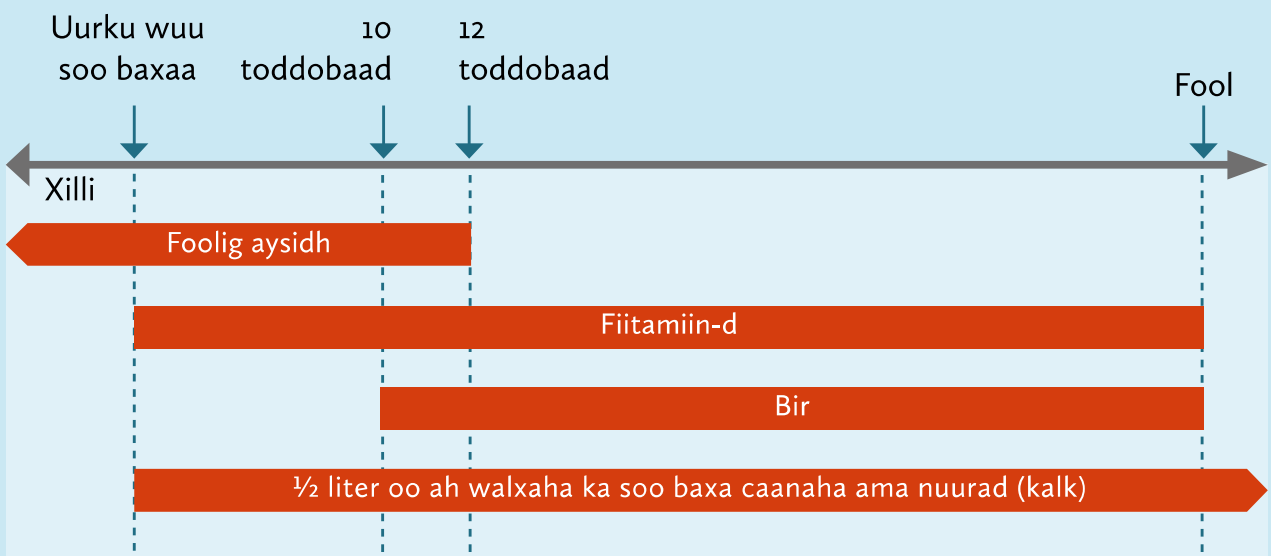 Uurku wuu
soo baxaa
10
toddobaad
12
toddobaad
Fool
Xilli
Foolig aysidh
Fiitamiin-d
Bir
½ liter oo ah walxaha ka soo baxa caanaha ama nuurad (kalk)